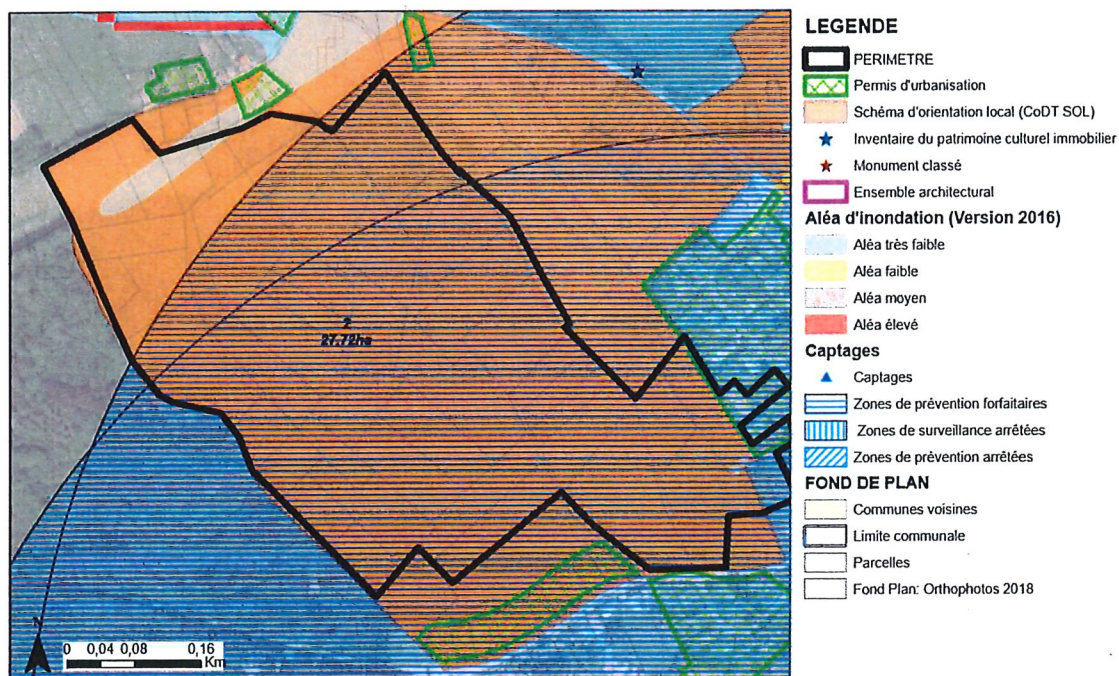 LEGENDE
PERIMETRE
Permis d'urbanisation
Schéma d'orientation local (CoDT SOL)
Inventaire du patrimoine culturel immobilier
Monument classé
Ensemble architectural
Aléa d'inondation (Version 2016)
Aléa très faible
Aléa faible
Aléa moyen
Aléa élevé
Captages
Captages
Zones de prévention forfaitaires
Zones de surveillance arrêtées
Zones de prévention arrêtées
FOND DE PLAN
Communes voisines
Limite communale
Parcelles
Fond Plan: Orthophotos 2018
2
27.72ha
N
0 0,04 0,08 0,16
Km